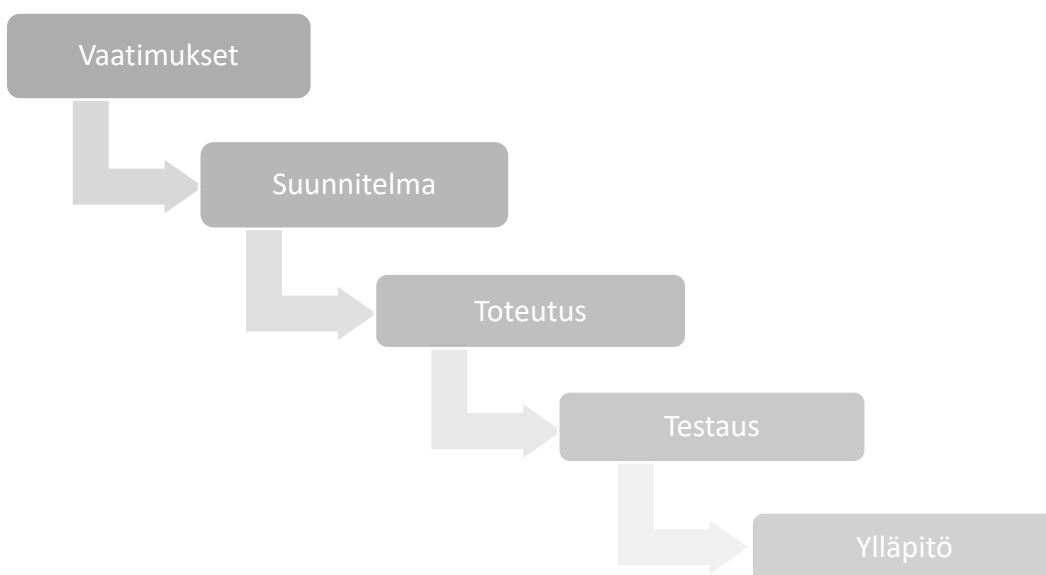 Vaatimukset
Suunnitelma
Toteutus
Testaus
Ylläpitö